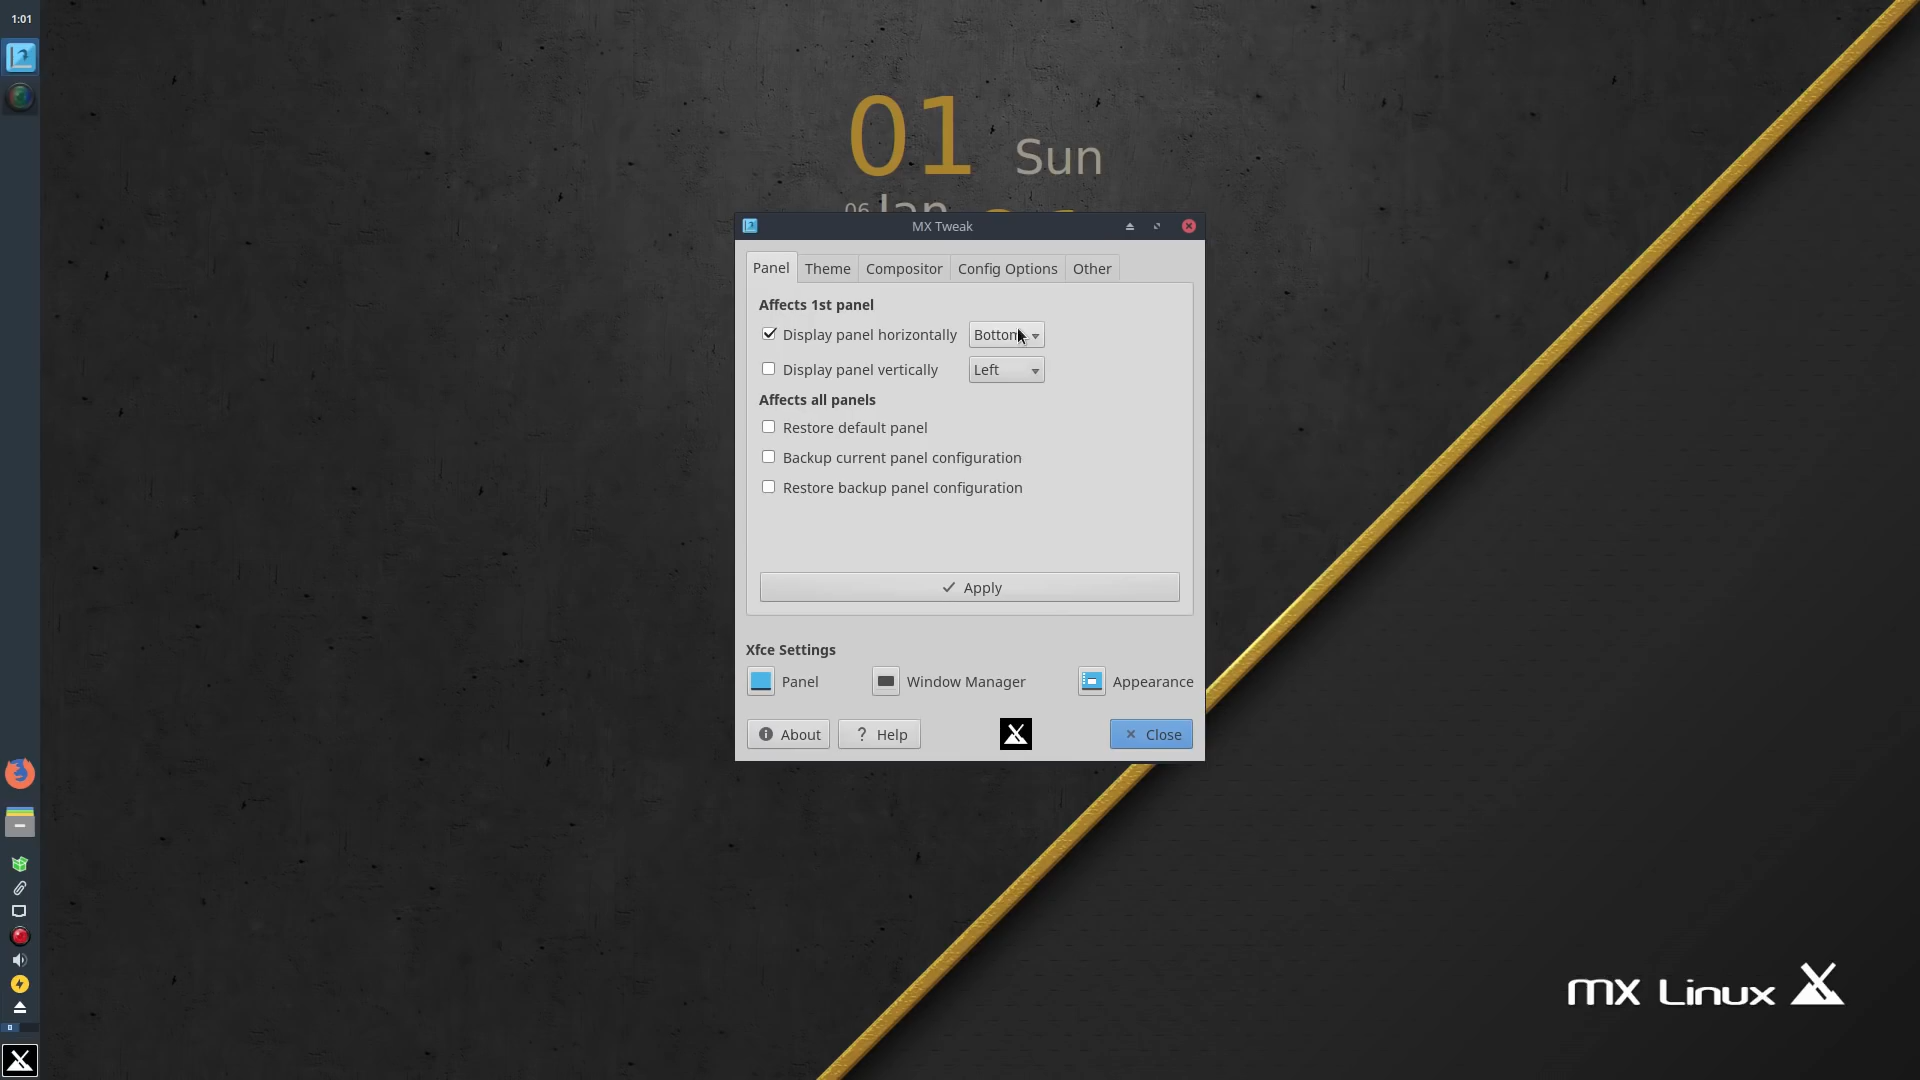 1:01
01 Sun
06 Jan
MX Tweak
Panel Theme Compositor Config Options Other
Affects 1st panel
Display panel horizontally Bottom
Display panel vertically Left
Affects all panels
Restore default panel
Backup current panel configuration
Restore backup panel configuration
Apply
Xfce Settings
Panel Window Manager Appearance
About Help Close
mx Linux